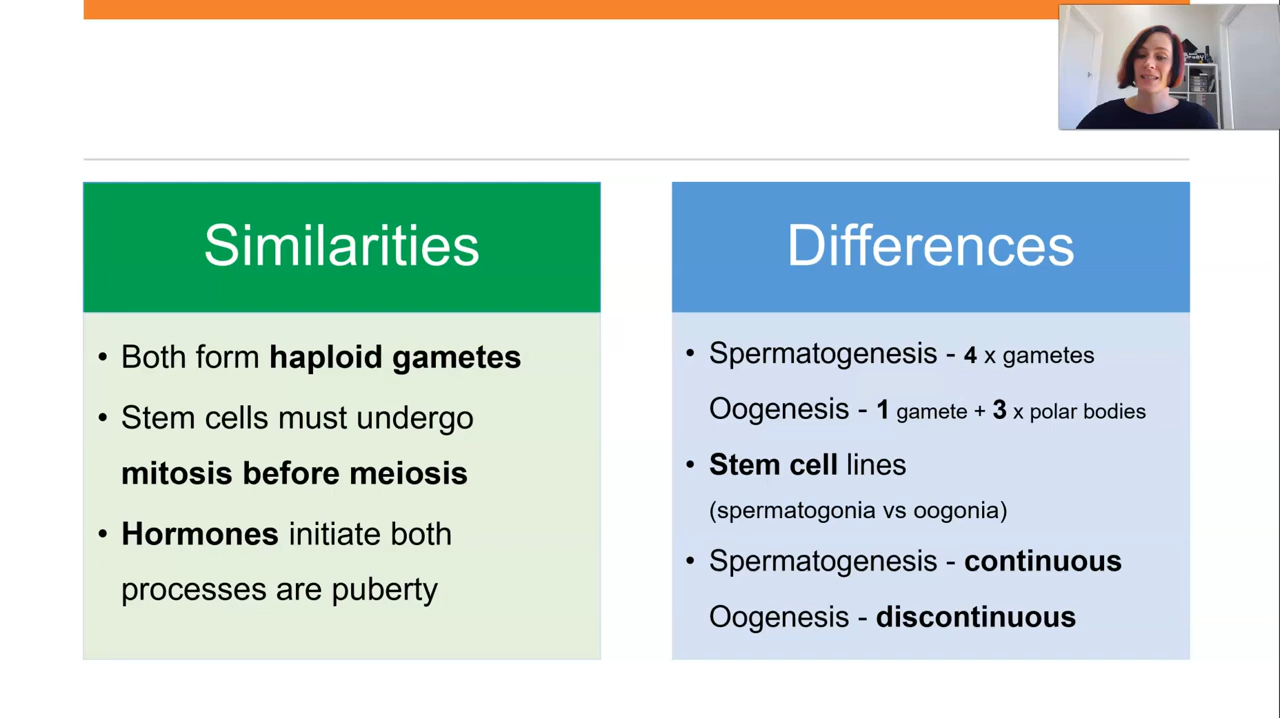 Similarities
• Both form haploid gametes
• Stem cells must undergo
mitosis before meiosis
• Hormones initiate both
processes are puberty
Differences
• Spermatogenesis - 4 x gametes
Oogenesis - 1 gamete + 3 x polar bodies
• Stem cell lines
(spermatogonia vs oogonia)
• Spermatogenesis - continuous
Oogenesis - discontinuous